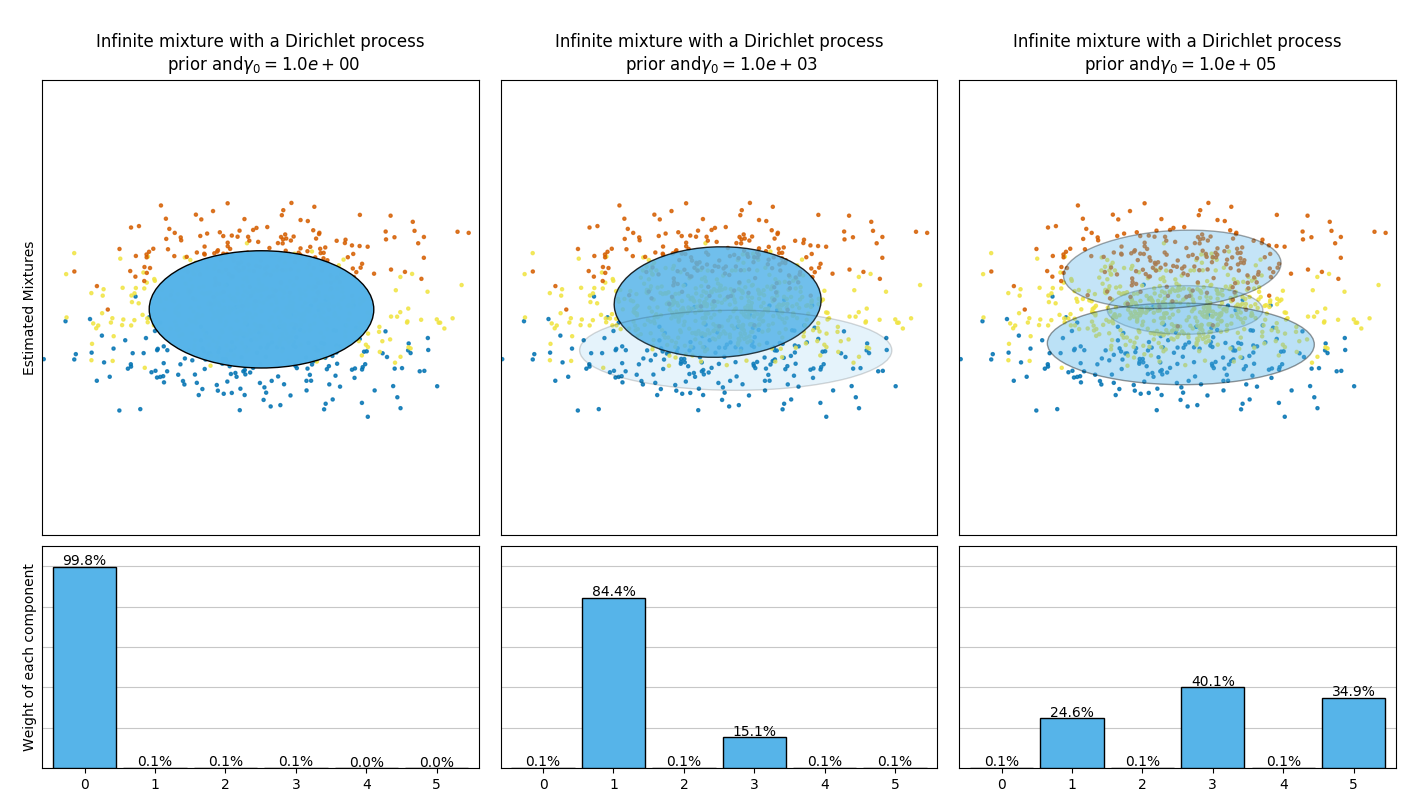 Infinite mixture with a Dirichlet process
prior andγ₀ = 1.0e + 00
Infinite mixture with a Dirichlet process
prior andγ₀ = 1.0e + 03
Infinite mixture with a Dirichlet process
prior andγ₀ = 1.0e + 05
Estimated Mixtures
Weight of each component
99.8%
0.1%
0.1%
0.1%
0.0%
0.0%
0 1 2 3 4 5
0.1%
84.4%
0.1%
15.1%
0.1%
0.1%
0 1 2 3 4 5
0.1%
24.6%
0.1%
40.1%
0.1%
34.9%
0 1 2 3 4 5